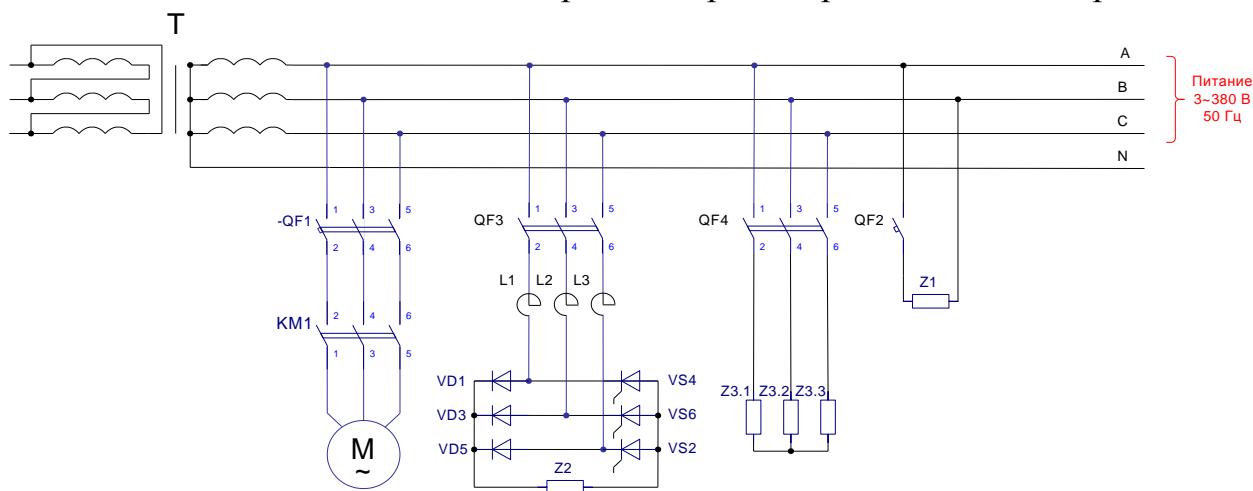 T
A
B
C
N
Питание
3~380 В
50 Гц
1 3 5
-QF1
2 4 6
1 3 5
QF3
2 4 6
1 3 5
QF4
2 4 6
QF2
L1 L2 L3
Z1
2 4 6
KM1
1 3 5
VD1 VS4
VD3 VS6
VD5 VS2
Z2
Z3.1 Z3.2 Z3.3
M
~